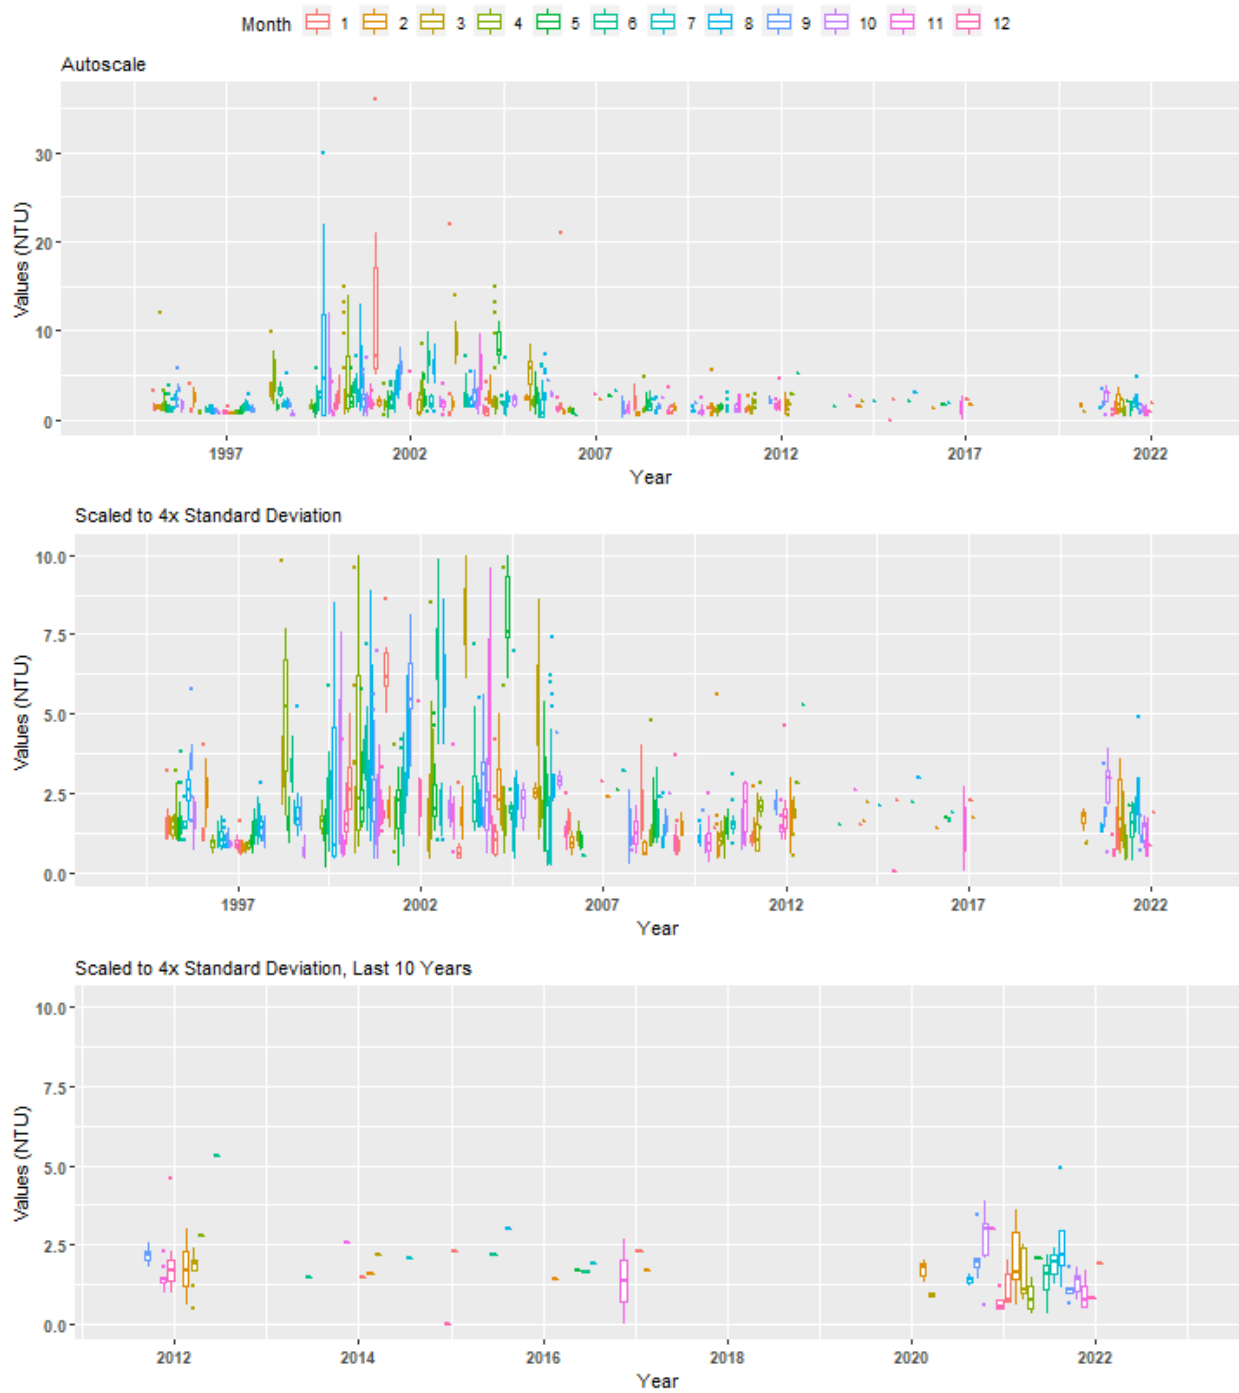 Month 1 2 3 4 5 6 7 8 9 10 11 12
Autoscale
30
20
10
0
Values (NTU)
1997 2002 2007 2012 2017 2022
Year
Scaled to 4x Standard Deviation
10.0
7.5
5.0
2.5
0.0
Values (NTU)
1997 2002 2007 2012 2017 2022
Year
Scaled to 4x Standard Deviation, Last 10 Years
10.0
7.5
5.0
2.5
0.0
Values (NTU)
2012 2014 2016 2018 2020 2022
Year